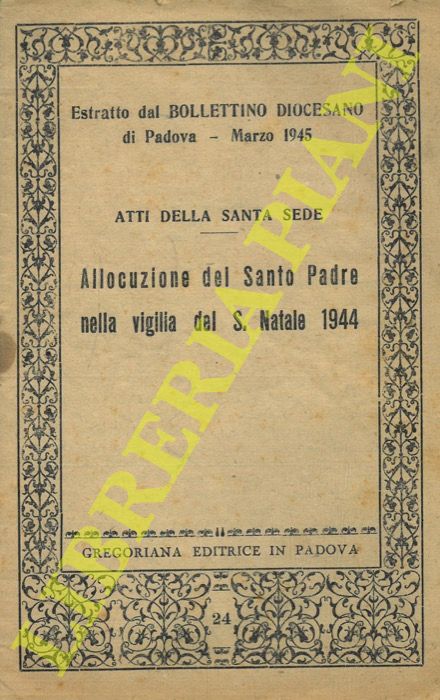 Estratto dal BOLLETTINO DIOCESANO
di Padova - Marzo 1945
ATTI DELLA SANTA SEDE
Allocuzione del Santo Padre
nella vigilia del S. Natale 1944
GREGORIANA EDITRICE IN PADOVA
24
LIBRERIA PIANI